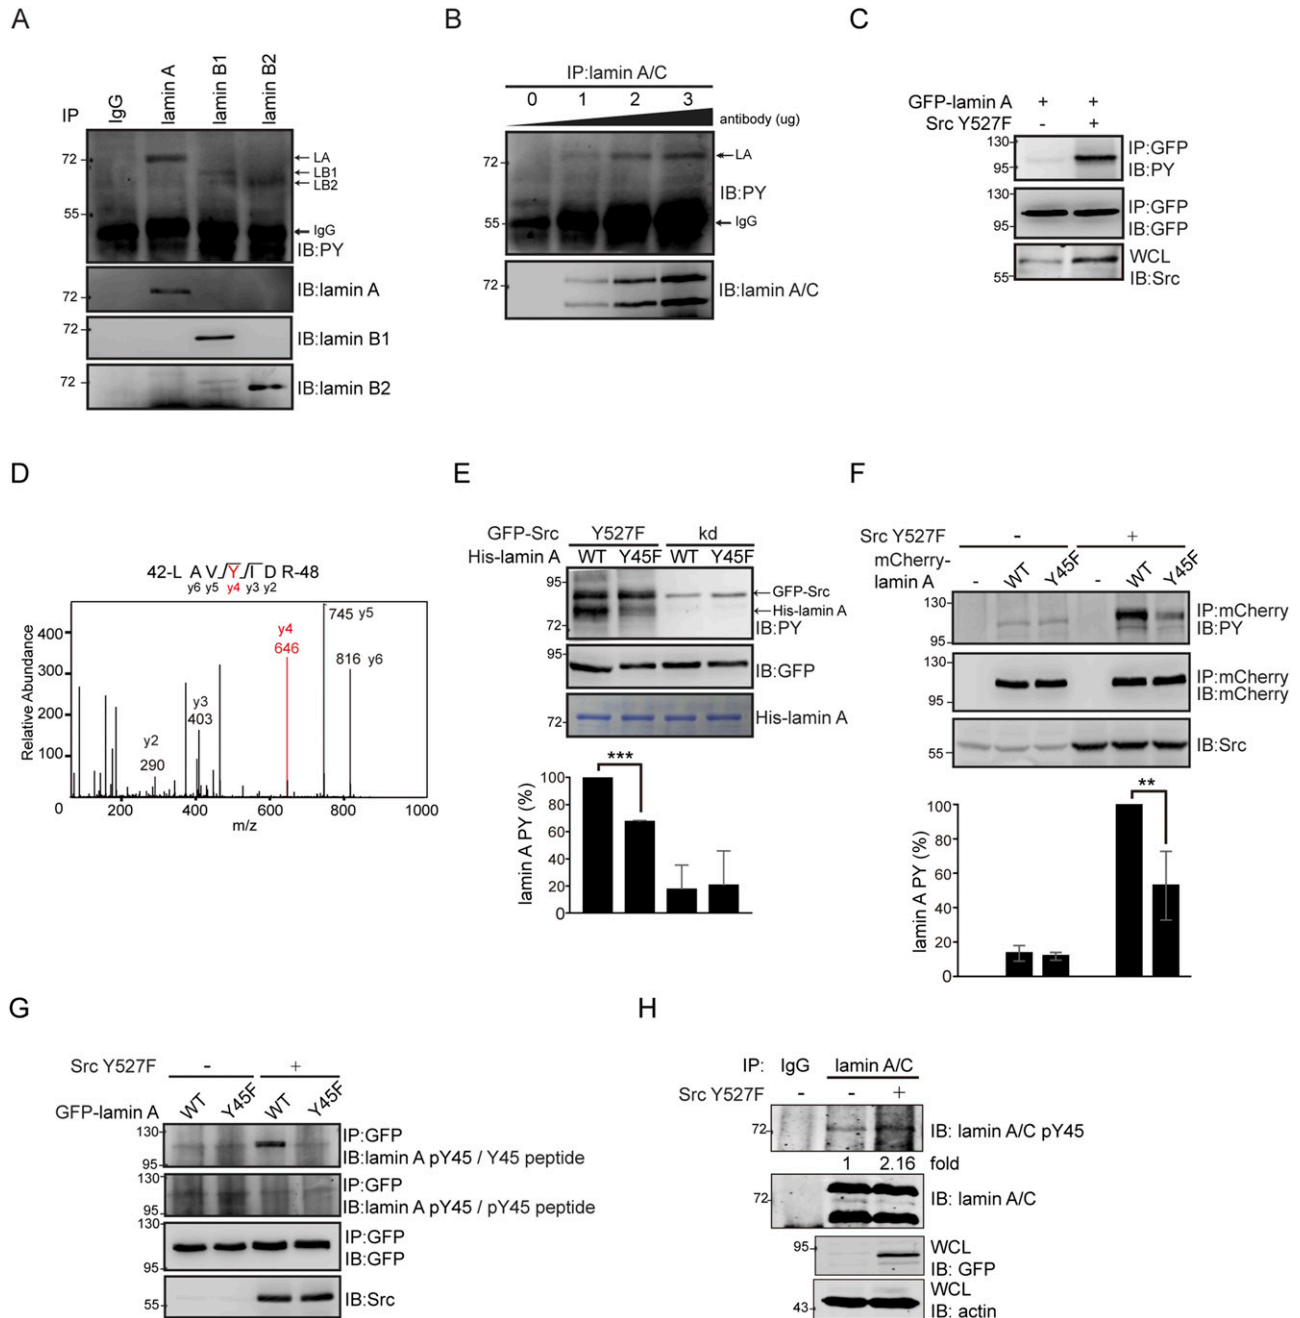 A
IP
IgG
lamin A
lamin B1
lamin B2
72
55
LA
LB1
LB2
IgG
IB:PY
72
IB:lamin A
72
IB:lamin B1
72
IB:lamin B2
B
IP:lamin A/C
0 1 2 3
antibody (ug)
72
55
LA
IB:PY
IgG
72
IB:lamin A/C
C
GFP-lamin A + +
Src Y527F - +
130
95
IP:GFP
IB:PY
130
95
IP:GFP
IB:GFP
55
WCL
IB:Src
D
42-L A V Y I D R-48
y6 y5 y4 y3 y2
Relative Abundance
400
300
200
100
0 200 400 600 800 1000
m/z
y2
290
y3
403
y4
646
745 y5
816 y6
E
GFP-Src Y527F kd
His-lamin A WT Y45F WT Y45F
95
72
GFP-Src
His-lamin A
IB:PY
95
IB:GFP
72
His-lamin A
***
lamin A PY (%)
100
80
60
40
20
0
F
Src Y527F - +
mCherry-
lamin A - WT Y45F - WT Y45F
130
95
IP:mCherry
IB:PY
130
95
IP:mCherry
IB:mCherry
55
IB:Src
**
lamin A PY (%)
100
80
60
40
20
0
G
Src Y527F - +
GFP-lamin A WT Y45F WT Y45F
130
95
IP:GFP
IB:lamin A pY45 / Y45 peptide
130
95
IP:GFP
IB:lamin A pY45 / pY45 peptide
130
95
IP:GFP
IB:GFP
55
IB:Src
H
IP: IgG lamin A/C
Src Y527F - - +
72
IB: lamin A/C pY45
1 2.16 fold
72
IB: lamin A/C
95
WCL
IB: GFP
43
WCL
IB: actin